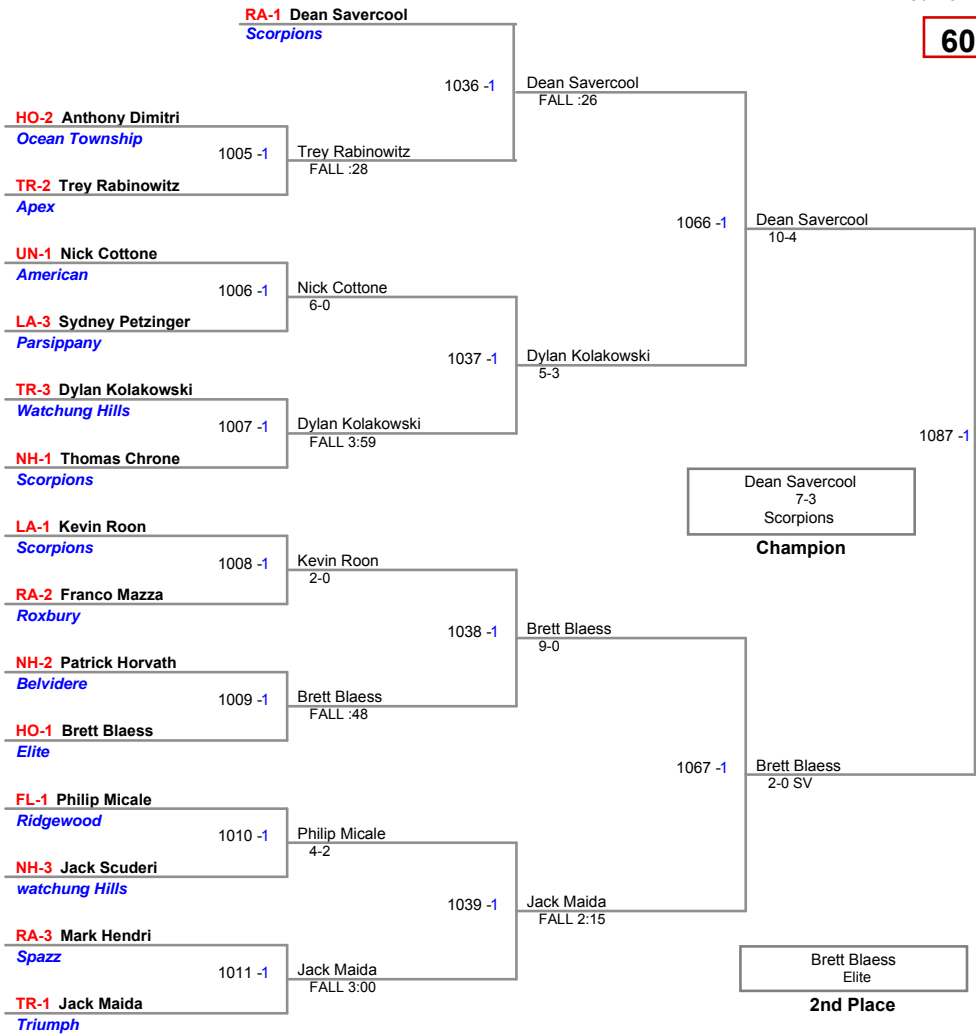 60
RA-1 Dean Savercool
Scorpions
1036 -1
Dean Savercool
FALL :26
HO-2 Anthony Dimitri
Ocean Township
1005 -1
Trey Rabinowitz
FALL :28
TR-2 Trey Rabinowitz
Apex
1066 -1
Dean Savercool
10-4
UN-1 Nick Cottone
American
1006 -1
Nick Cottone
6-0
LA-3 Sydney Petzinger
Parsippany
1037 -1
Dylan Kolakowski
5-3
TR-3 Dylan Kolakowski
Watchung Hills
1007 -1
Dylan Kolakowski
FALL 3:59
NH-1 Thomas Chrone
Scorpions
1087 -1
Dean Savercool
7-3
Scorpions
Champion
LA-1 Kevin Roon
Scorpions
1008 -1
Kevin Roon
2-0
RA-2 Franco Mazza
Roxbury
1038 -1
Brett Blaess
9-0
NH-2 Patrick Horvath
Belvidere
1009 -1
Brett Blaess
FALL :48
HO-1 Brett Blaess
Elite
1067 -1
Brett Blaess
2-0 SV
FL-1 Philip Micale
Ridgewood
1010 -1
Philip Micale
4-2
NH-3 Jack Scuderi
watchung Hills
1039 -1
Jack Maida
FALL 2:15
RA-3 Mark Hendri
Spazz
1011 -1
Jack Maida
FALL 3:00
TR-1 Jack Maida
Triumph
Brett Blaess
Elite
2nd Place